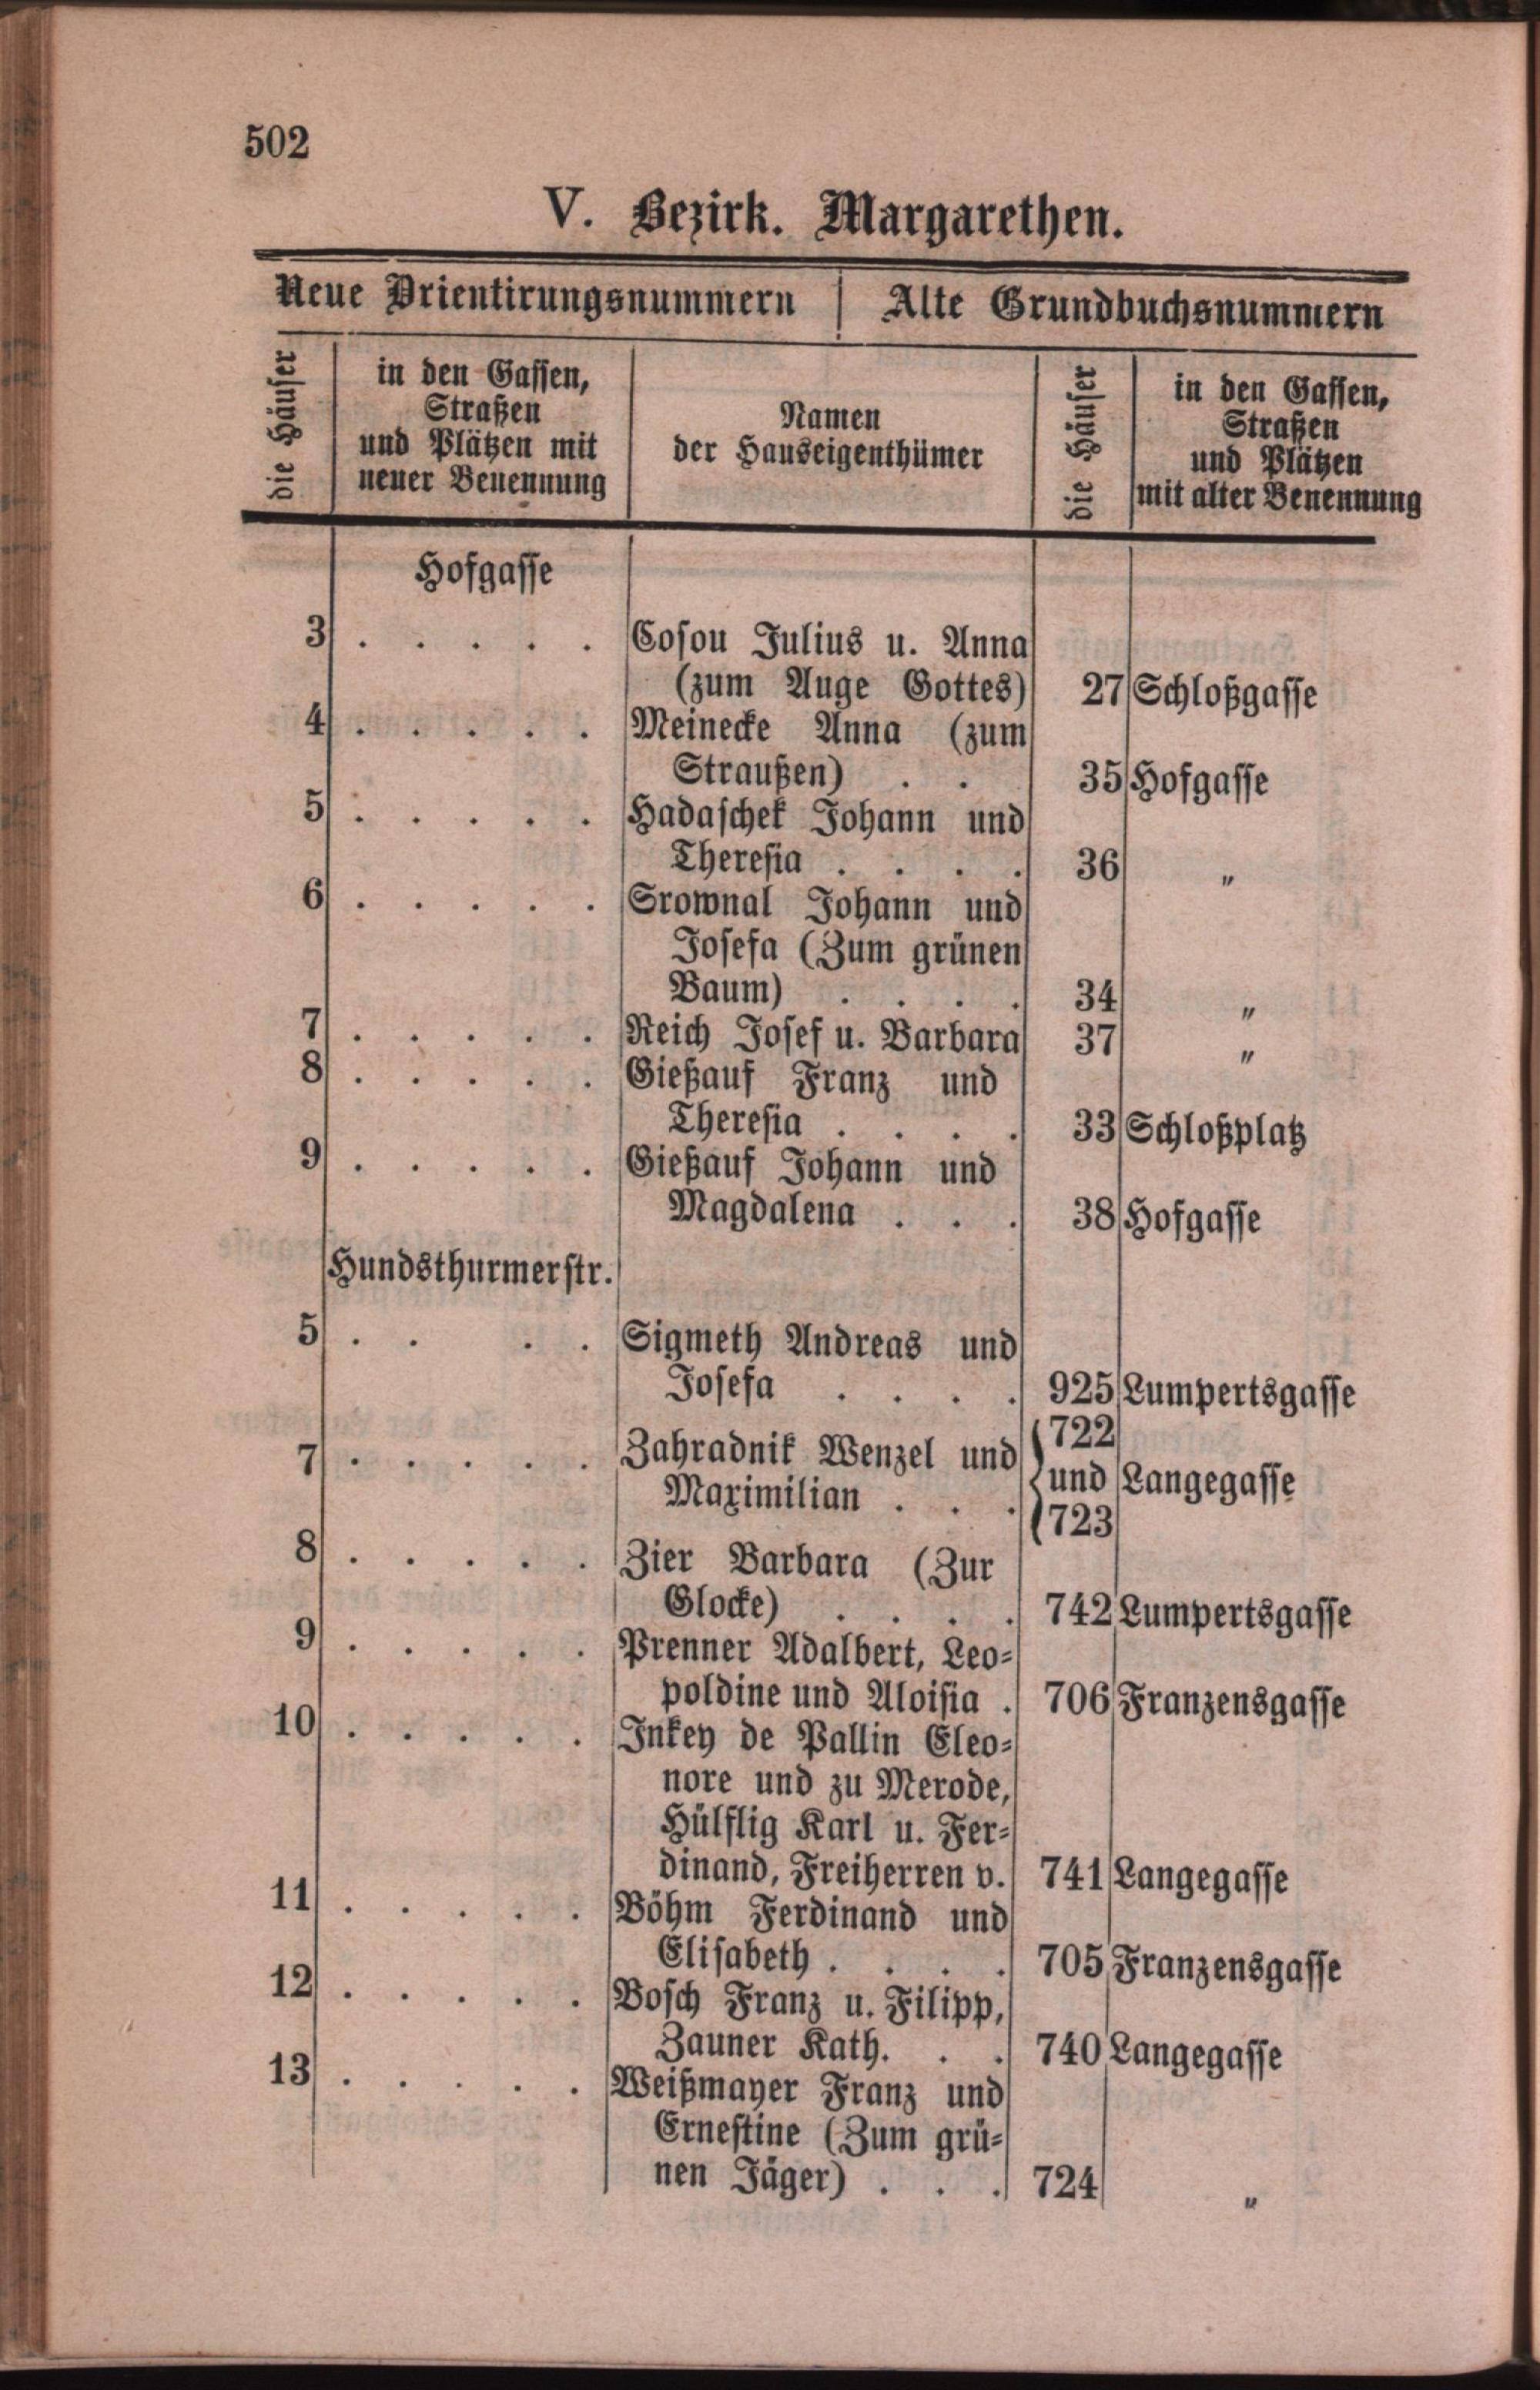 502
V. Bezirk. Margarethen.
Neue Orientirungsnummern | Alte Grundbuchsnummern
die Häuser
in den Gassen,
Straßen
und Plätzen mit
neuer Benennung
Namen
der Hauseigenthümer
die Häuser
in den Gassen,
Straßen
und Plätzen
mit alter Benennung
Hofgasse
3 . . . . . Cosou Julius u. Anna
(zum Auge Gottes) 27 Schloßgasse
4 . . . . . Meinecke Anna (zum
Straußen) . . 35 Hofgasse
5 . . . . . Hadaschek Johann und
Theresia . . . . 36 „
6 . . . . . Srownal Johann und
Josefa (Zum grünen
Baum) . . . . 34 „
7 . . . . . Reich Josef u. Barbara 37 „
8 . . . . . Gießauf Franz und
Theresia . . . . 33 Schloßplatz
9 . . . . . Gießauf Johann und
Magdalena . . . 38 Hofgasse
Hundsthurmerstr.
5 . . . . Sigmeth Andreas und
Josefa . . . . 925 Lumpertsgasse
722
7 . . . . . Zahradnik Wenzel und und Langegasse
Maximilian . . . 723
8 . . . . . Zier Barbara (Zur
Glocke) . . . . 742 Lumpertsgasse
9 . . . . . Prenner Adalbert, Leo-
poldine und Aloisia . 706 Franzensgasse
10 . . . . . Inkey de Pallin Eleo-
nore und zu Merode,
Hülflig Karl u. Fer-
dinand, Freiherren v. 741 Langegasse
11 . . . . . Böhm Ferdinand und
Elisabeth . . . . 705 Franzensgasse
12 . . . . . Bosch Franz u. Filipp,
Zauner Kath. . . 740 Langegasse
13 . . . . . Weißmayer Franz und
Ernestine (Zum grü-
nen Jäger) . . . 724 „